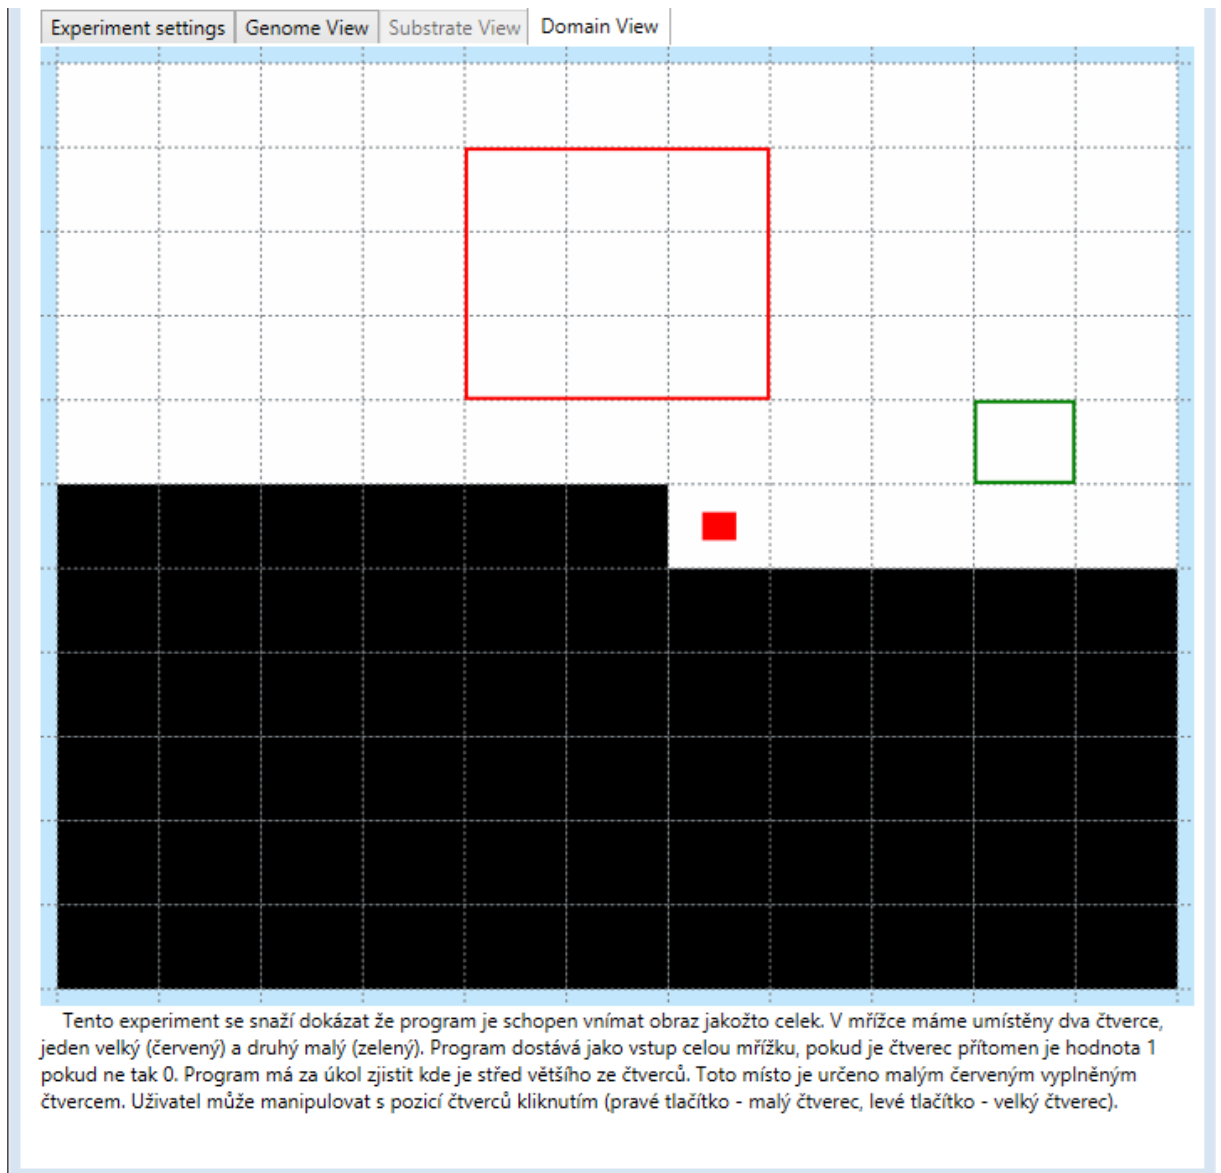 Experiment settings Genome View Substrate View Domain View
Tento experiment se snaží dokázat že program je schopen vnímat obraz jakožto celek. V mřížce máme umístěny dva čtverce,
jeden velký (červený) a druhý malý (zelený). Program dostává jako vstup celou mřížku, pokud je čtverec přítomen je hodnota 1
pokud ne tak 0. Program má za úkol zjistit kde je střed většího ze čtverců. Toto místo je určeno malým červeným vyplněným
čtvercem. Uživatel může manipulovat s pozicí čtverců kliknutím (pravé tlačítko - malý čtverec, levé tlačítko - velký čtverec).